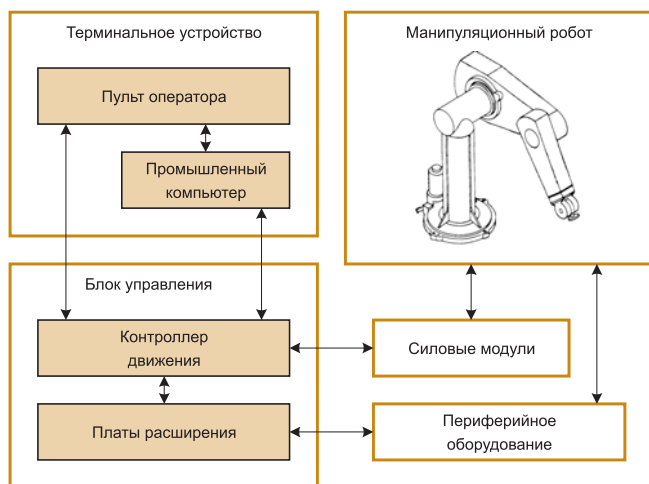 Терминальное устройство
Пульт оператора
Промышленный
компьютер
Манипуляционный робот
Блок управления
Контроллер
движения
Платы расширения
Силовые модули
Периферийное
оборудование